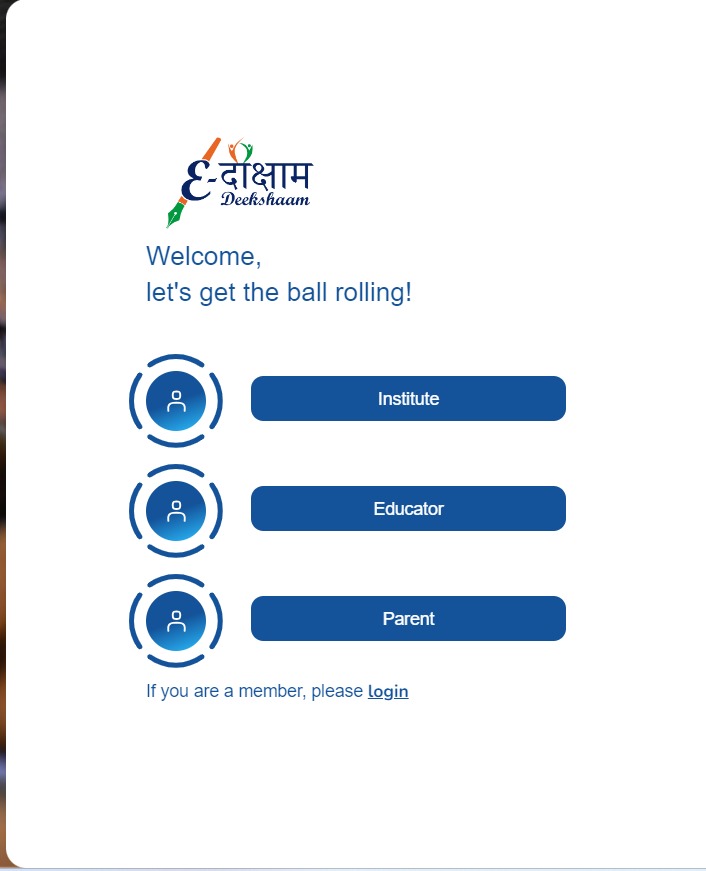 E-दीक्षाम
Deekshaam
Welcome,
let's get the ball rolling!
Institute
Educator
Parent
If you are a member, please login